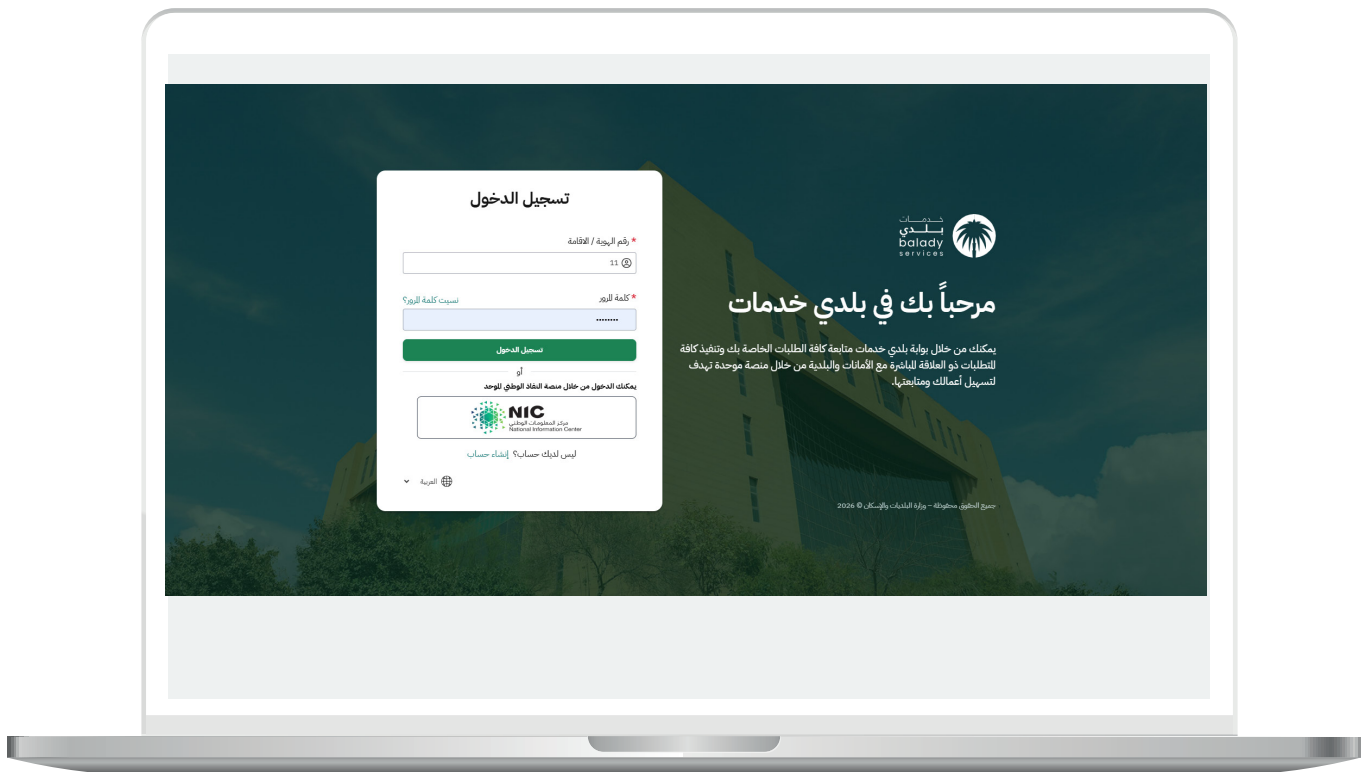 خـــدمـــات
بـــلـــدي
balady
services
مرحباً بك في بلدي خدمات
يمكنك من خلال بوابة بلدي خدمات متابعة كافة الطلبات الخاصة بك وتنفيذ كافة
المتطلبات ذو العلاقة المباشرة مع الأمانات والبلدية من خلال منصة موحدة تهدف
لتسهيل أعمالك ومتابعتها.
جميع الحقوق محفوظة – وزارة البلديات والإسكان © 2026
تسجيل الدخول
* رقم الهوية / الاقامة
11
* كلمة المرور
نسيت كلمة المرور؟
••••••••
تسجيل الدخول
أو
يمكنك الدخول من خلال منصة النفاذ الوطني الموحد
NIC
مركز المعلومات الوطني
National Information Center
ليس لديك حساب؟ إنشاء حساب
العربية